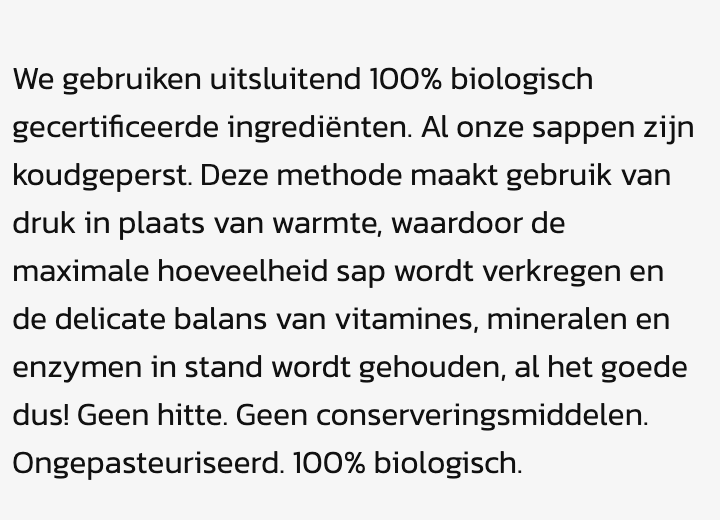 We gebruiken uitsluitend 100% biologisch
gecertificeerde ingrediënten. Al onze sappen zijn
koudgeperst. Deze methode maakt gebruik van
druk in plaats van warmte, waardoor de
maximale hoeveelheid sap wordt verkregen en
de delicate balans van vitamines, mineralen en
enzymen in stand wordt gehouden, al het goede
dus! Geen hitte. Geen conserveringsmiddelen.
Ongepasteuriseerd. 100% biologisch.